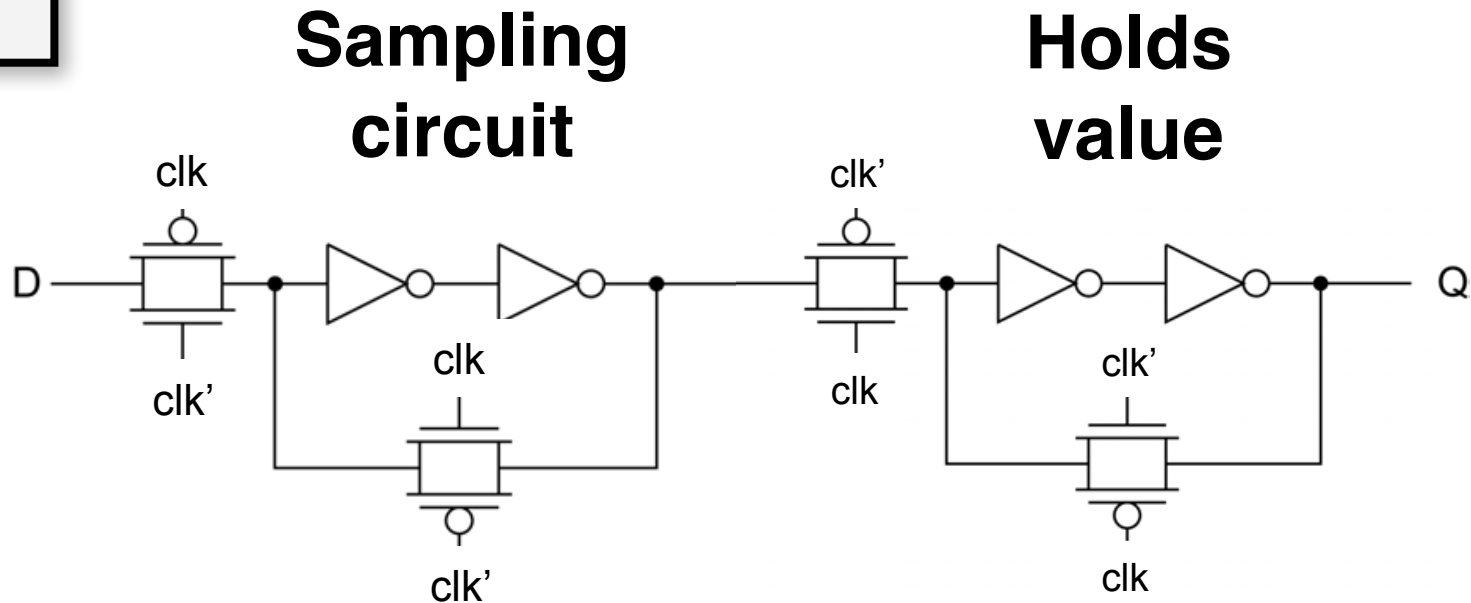 Sampling
circuit
Holds
value
clk
clk’
D
Q
clk’
clk
clk
clk’
clk’
clk